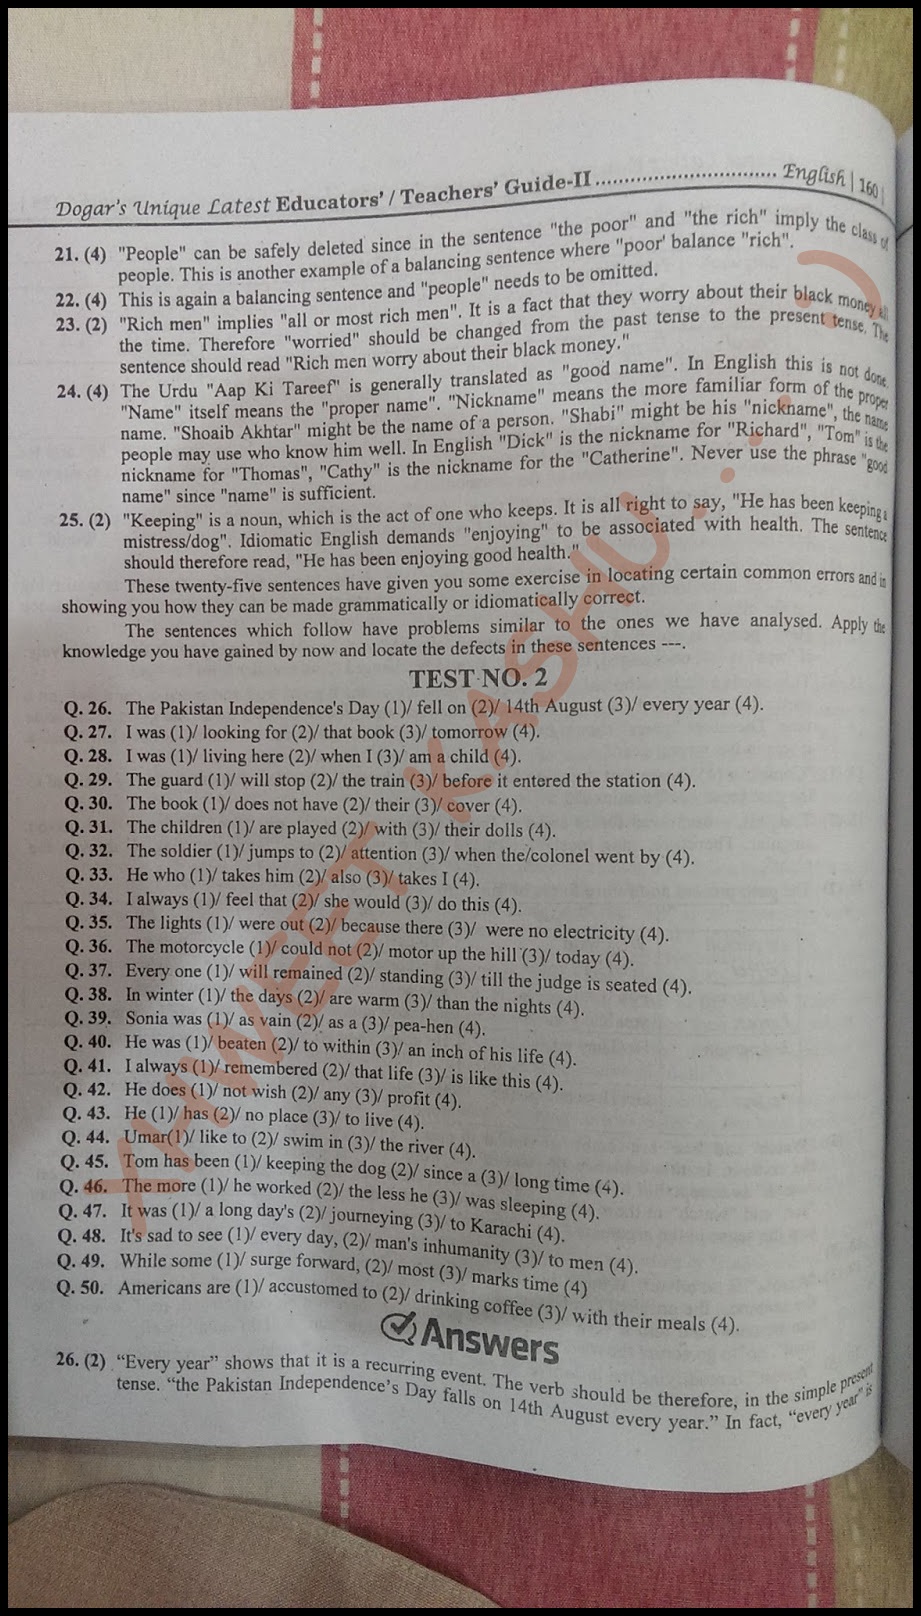 Dogar's Unique Latest Educators' / Teachers' Guide-II .............................. English | 160 |
21. (4) "People" can be safely deleted since in the sentence "the poor" and "the rich" imply the class of
people. This is another example of a balancing sentence where "poor' balance "rich".
22. (4) This is again a balancing sentence and "people" needs to be omitted.
23. (2) "Rich men" implies "all or most rich men". It is a fact that they worry about their black money all
the time. Therefore "worried" should be changed from the past tense to the present tense. The
sentence should read "Rich men worry about their black money."
24. (4) The Urdu "Aap Ki Tareef" is generally translated as "good name". In English this is not done.
"Name" itself means the "proper name". "Nickname" means the more familiar form of the proper
name. "Shoaib Akhtar" might be the name of a person. "Shabi" might be his "nickname", the name
people may use who know him well. In English "Dick" is the nickname for "Richard", "Tom" is the
nickname for "Thomas", "Cathy" is the nickname for the "Catherine". Never use the phrase "good
name" since "name" is sufficient.
25. (2) "Keeping" is a noun, which is the act of one who keeps. It is all right to say, "He has been keeping a
mistress/dog". Idiomatic English demands "enjoying" to be associated with health. The sentence
should therefore read, "He has been enjoying good health."
These twenty-five sentences have given you some exercise in locating certain common errors and in
showing you how they can be made grammatically or idiomatically correct.
The sentences which follow have problems similar to the ones we have analysed. Apply the
knowledge you have gained by now and locate the defects in these sentences ---.
TEST NO. 2
Q. 26. The Pakistan Independence's Day (1)/ fell on (2)/ 14th August (3)/ every year (4).
Q. 27. I was (1)/ looking for (2)/ that book (3)/ tomorrow (4).
Q. 28. I was (1)/ living here (2)/ when I (3)/ am a child (4).
Q. 29. The guard (1)/ will stop (2)/ the train (3)/ before it entered the station (4).
Q. 30. The book (1)/ does not have (2)/ their (3)/ cover (4).
Q. 31. The children (1)/ are played (2)/ with (3)/ their dolls (4).
Q. 32. The soldier (1)/ jumps to (2)/ attention (3)/ when the/colonel went by (4).
Q. 33. He who (1)/ takes him (2)/ also (3)/ takes I (4).
Q. 34. I always (1)/ feel that (2)/ she would (3)/ do this (4).
Q. 35. The lights (1)/ were out (2)/ because there (3)/ were no electricity (4).
Q. 36. The motorcycle (1)/ could not (2)/ motor up the hill (3)/ today (4).
Q. 37. Every one (1)/ will remained (2)/ standing (3)/ till the judge is seated (4).
Q. 38. In winter (1)/ the days (2)/ are warm (3)/ than the nights (4).
Q. 39. Sonia was (1)/ as vain (2)/ as a (3)/ pea-hen (4).
Q. 40. He was (1)/ beaten (2)/ to within (3)/ an inch of his life (4).
Q. 41. I always (1)/ remembered (2)/ that life (3)/ is like this (4).
Q. 42. He does (1)/ not wish (2)/ any (3)/ profit (4).
Q. 43. He (1)/ has (2)/ no place (3)/ to live (4).
Q. 44. Umar(1)/ like to (2)/ swim in (3)/ the river (4).
Q. 45. Tom has been (1)/ keeping the dog (2)/ since a (3)/ long time (4).
Q. 46. The more (1)/ he worked (2)/ the less he (3)/ was sleeping (4).
Q. 47. It was (1)/ a long day's (2)/ journeying (3)/ to Karachi (4).
Q. 48. It's sad to see (1)/ every day, (2)/ man's inhumanity (3)/ to men (4).
Q. 49. While some (1)/ surge forward, (2)/ most (3)/ marks time (4)
Q. 50. Americans are (1)/ accustomed to (2)/ drinking coffee (3)/ with their meals (4).
Answers
26. (2) “Every year” shows that it is a recurring event. The verb should be therefore, in the simple present
tense. “the Pakistan Independence’s Day falls on 14th August every year.” In fact, “every year” is
XHWEET KASHU....:)